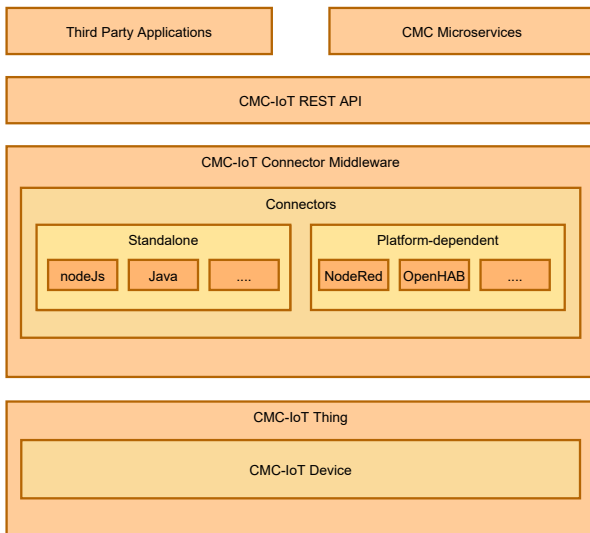 Third Party Applications
CMC Microservices
CMC-IoT REST API
CMC-IoT Connector Middleware
Connectors
Standalone
Platform-dependent
nodeJs
Java
....
NodeRed
OpenHAB
....
CMC-IoT Thing
CMC-IoT Device